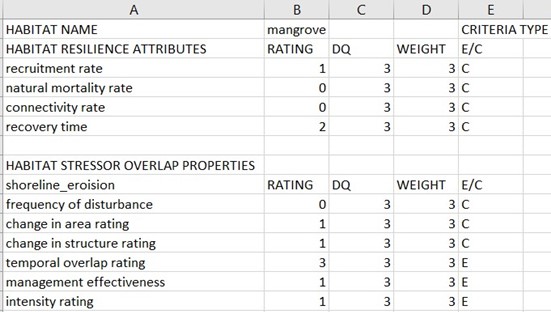 A B C D E
HABITAT NAME mangrove CRITERIA TYPE
HABITAT RESILIENCE ATTRIBUTES RATING DQ WEIGHT E/C
recruitment rate 1 3 3 C
natural mortality rate 0 3 3 C
connectivity rate 0 3 3 C
recovery time 2 3 3 C
HABITAT STRESSOR OVERLAP PROPERTIES
shoreline_eroision RATING DQ WEIGHT E/C
frequency of disturbance 0 3 3 C
change in area rating 1 3 3 C
change in structure rating 1 3 3 C
temporal overlap rating 3 3 3 E
management effectiveness 1 3 3 E
intensity rating 1 3 3 E